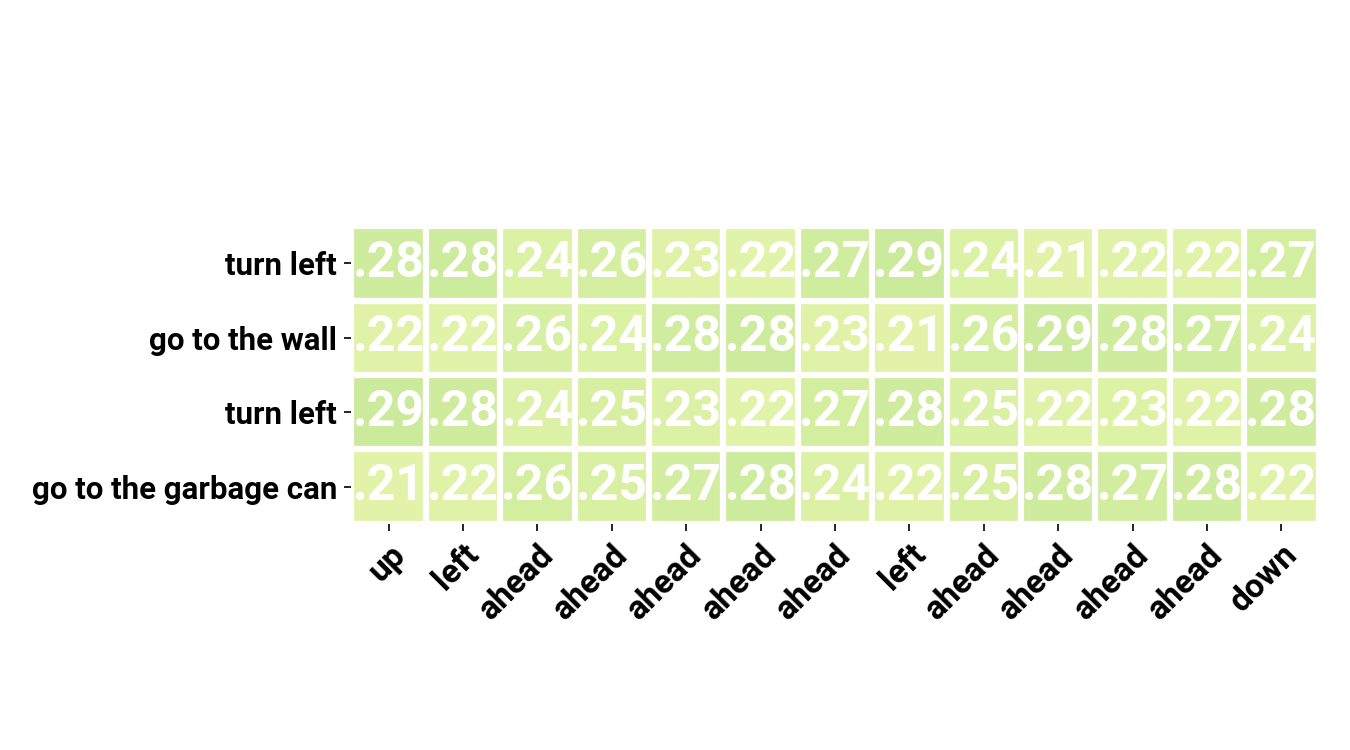 turn left .28 .28 .24 .26 .23 .22 .27 .29 .24 .21 .22 .22 .27
go to the wall .22 .22 .26 .24 .28 .28 .23 .21 .26 .29 .28 .27 .24
turn left .29 .28 .24 .25 .23 .22 .27 .28 .25 .22 .23 .22 .28
go to the garbage can .21 .22 .26 .25 .27 .28 .24 .22 .25 .28 .27 .28 .22
up left ahead ahead ahead ahead ahead left ahead ahead ahead ahead down